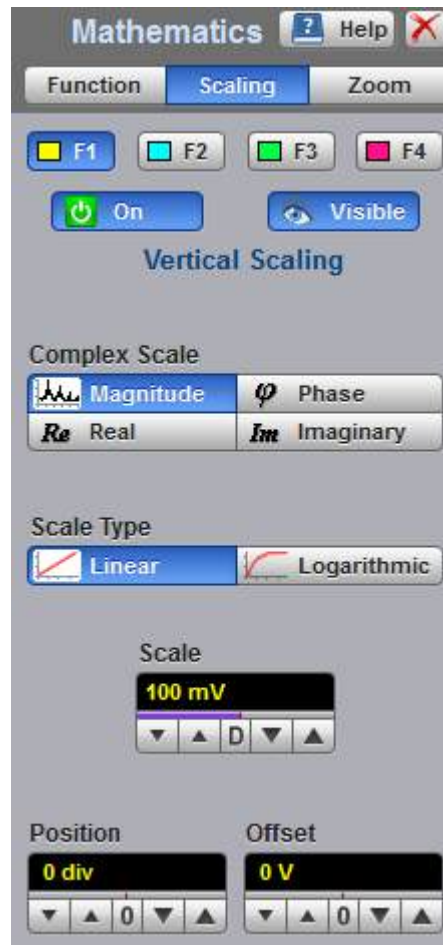 Mathematics Help
Function Scaling Zoom
F1 F2 F3 F4
On Visible
Vertical Scaling
Complex Scale
Magnitude φ Phase
Re Real Im Imaginary
Scale Type
Linear Logarithmic
Scale
100 mV
D
Position Offset
0 div 0 V
0 0